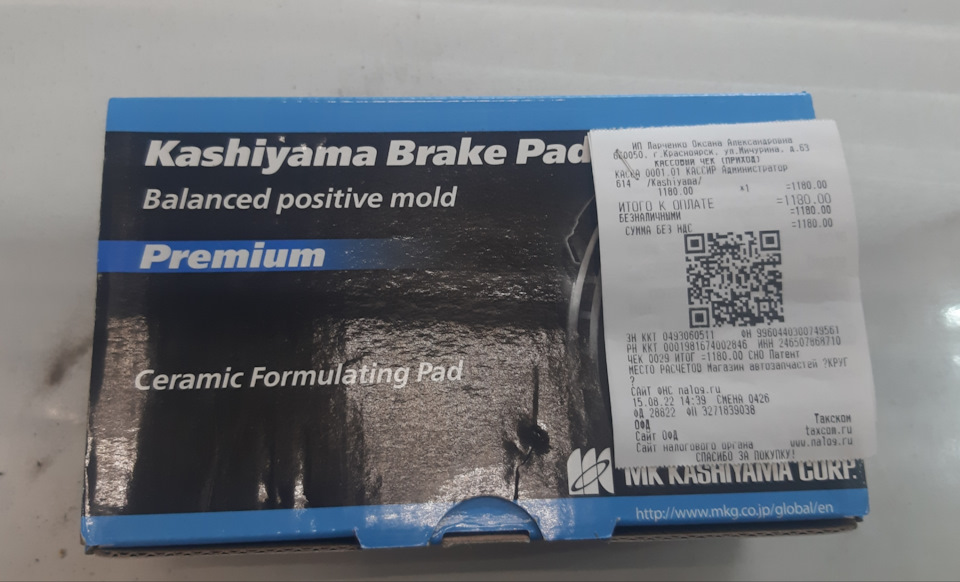 Kashiyama Brake Pad
Balanced positive mold
Premium
Ceramic Formulating Pad
MK KASHIYAMA CORP.
http://www.mkg.co.jp/global/en
ИП Ларченко Оксана Александровна
660050, г.Красноярск, ул.Мичурина, д.63
КАССОВЫЙ ЧЕК (ПРИХОД)
КАССА 0001.01 КАССИР Администратор
614 /Kashiyama/
1180.00 x1 =1180.00
ИТОГО К ОПЛАТЕ =1180.00
БЕЗНАЛИЧНЫМИ =1180.00
СУММА БЕЗ НДС =1180.00
ЗН ККТ 0493060511 ФН 9960440300749561
РН ККТ 0001981674002846 ИНН 246507868710
ЧЕК 0029 ИТОГ =1180.00 СНО Патент
МЕСТО РАСЧЕТОВ Магазин автозапчастей ?КРУГ
?
САЙТ ФНС nalog.ru
15.08.22 14:39 СМЕНА 0426
ФД 28822 ФП 3271839038
ОФД Такском
Сайт ОФД taxcom.ru
Сайт налогового органа www.nalog.ru
СПАСИБО ЗА ПОКУПКУ!